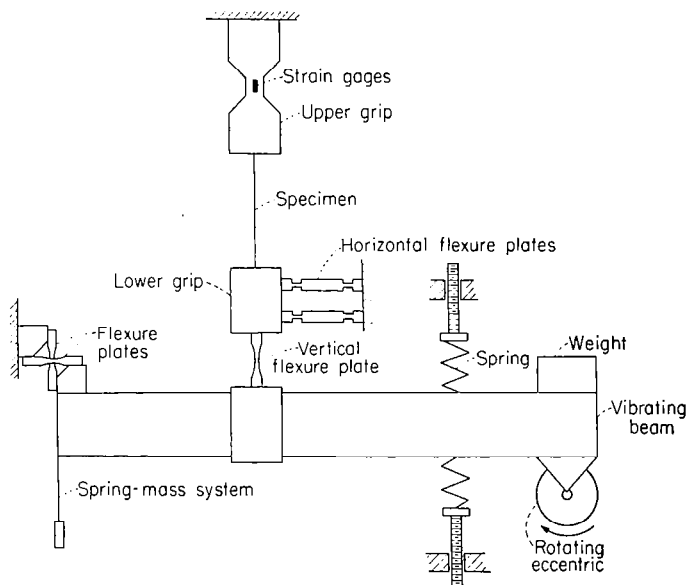 Strain gages
Upper grip
Specimen
Horizontal flexure plates
Lower grip
Flexure
plates
Vertical
flexure plate
Spring
Weight
Vibrating
beam
Spring-mass system
Rotating
eccentric